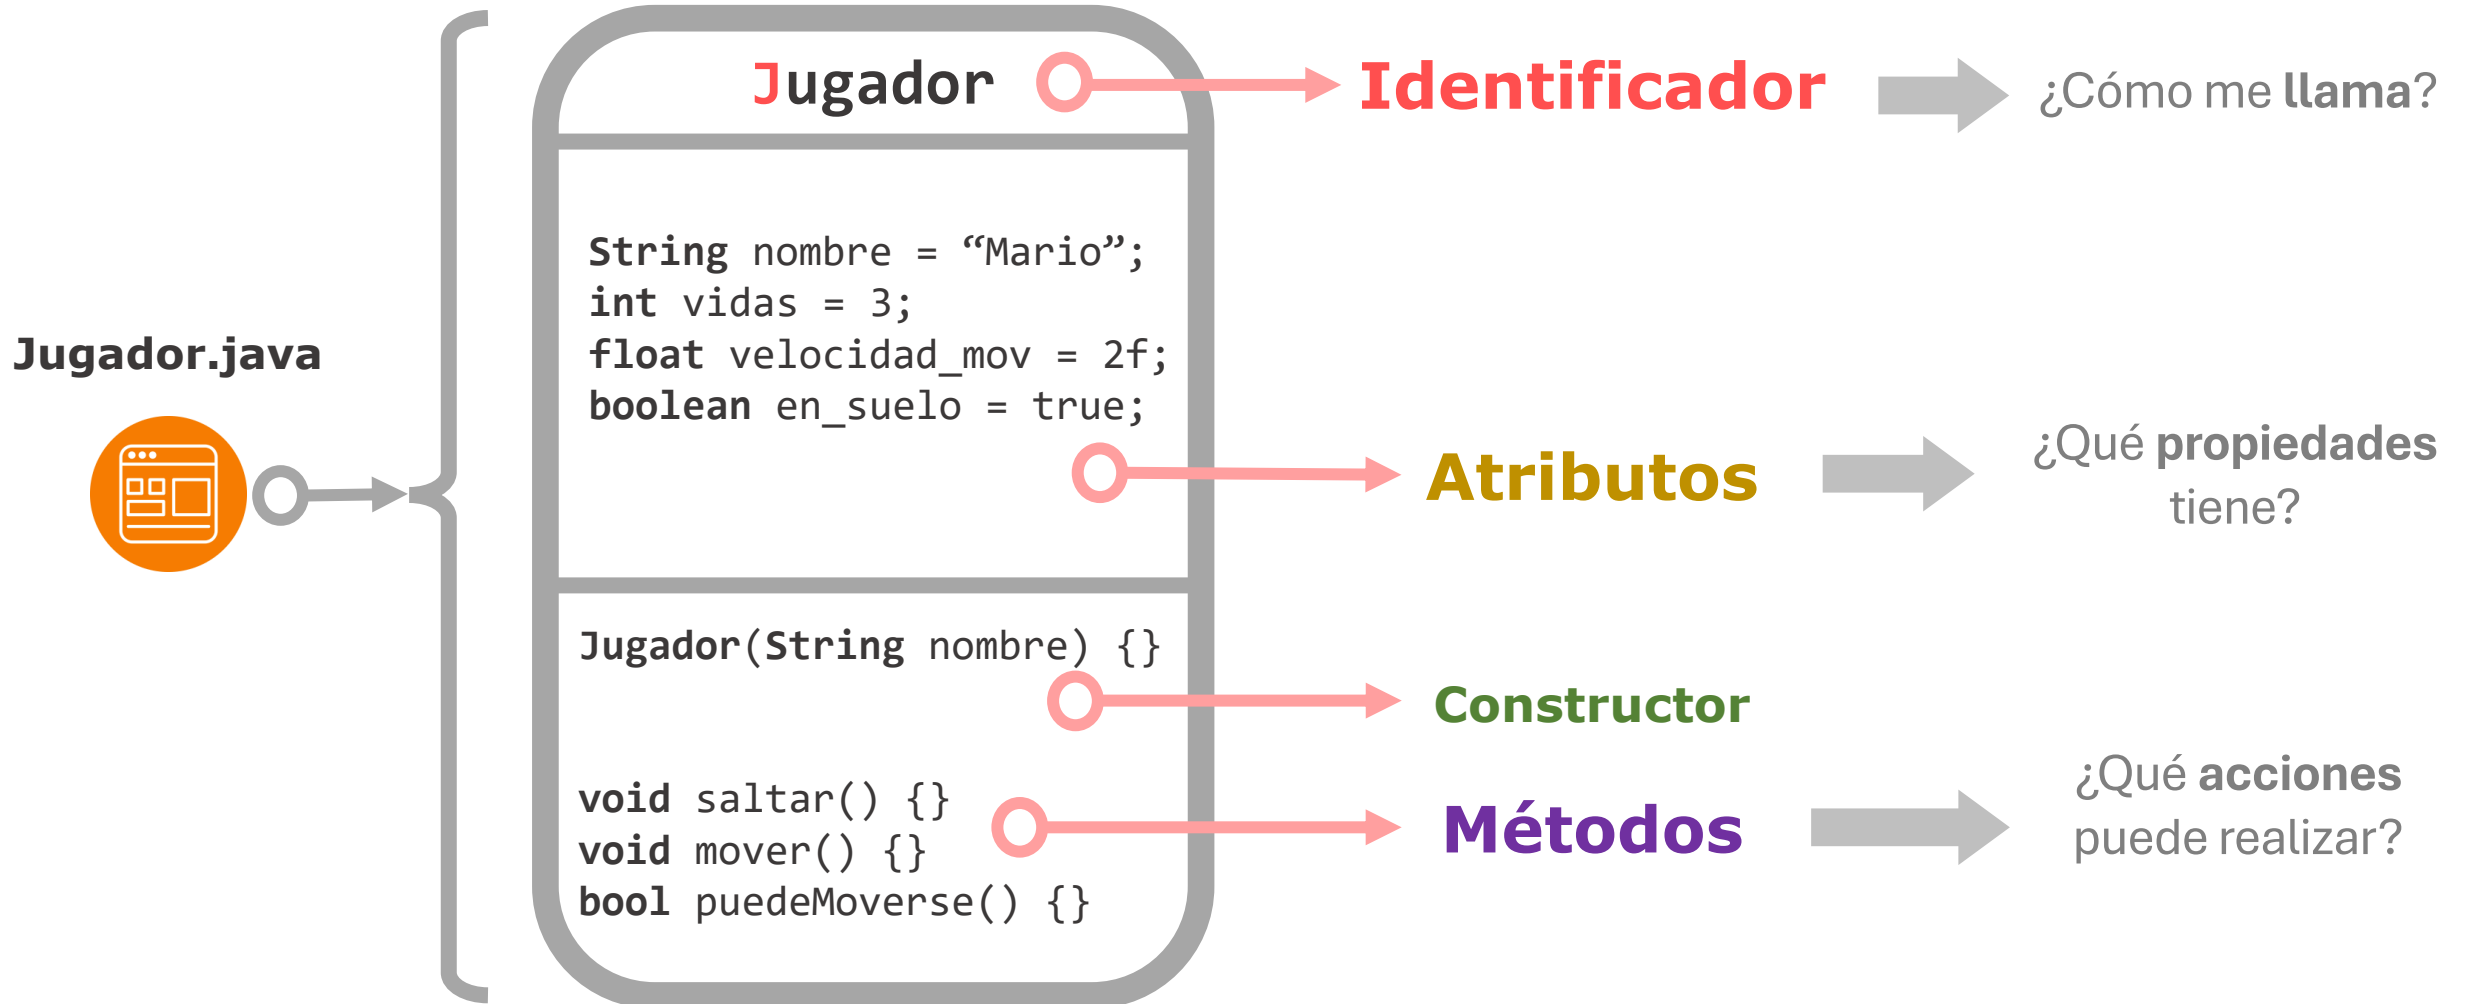 Jugador.java
Jugador
String nombre = “Mario”;
int vidas = 3;
float velocidad_mov = 2f;
boolean en_suelo = true;
Jugador(String nombre) {}
void saltar() {}
void mover() {}
bool puedeMoverse() {}
Identificador
¿Cómo me llama?
Atributos
¿Qué propiedades
tiene?
Constructor
Métodos
¿Qué acciones
puede realizar?